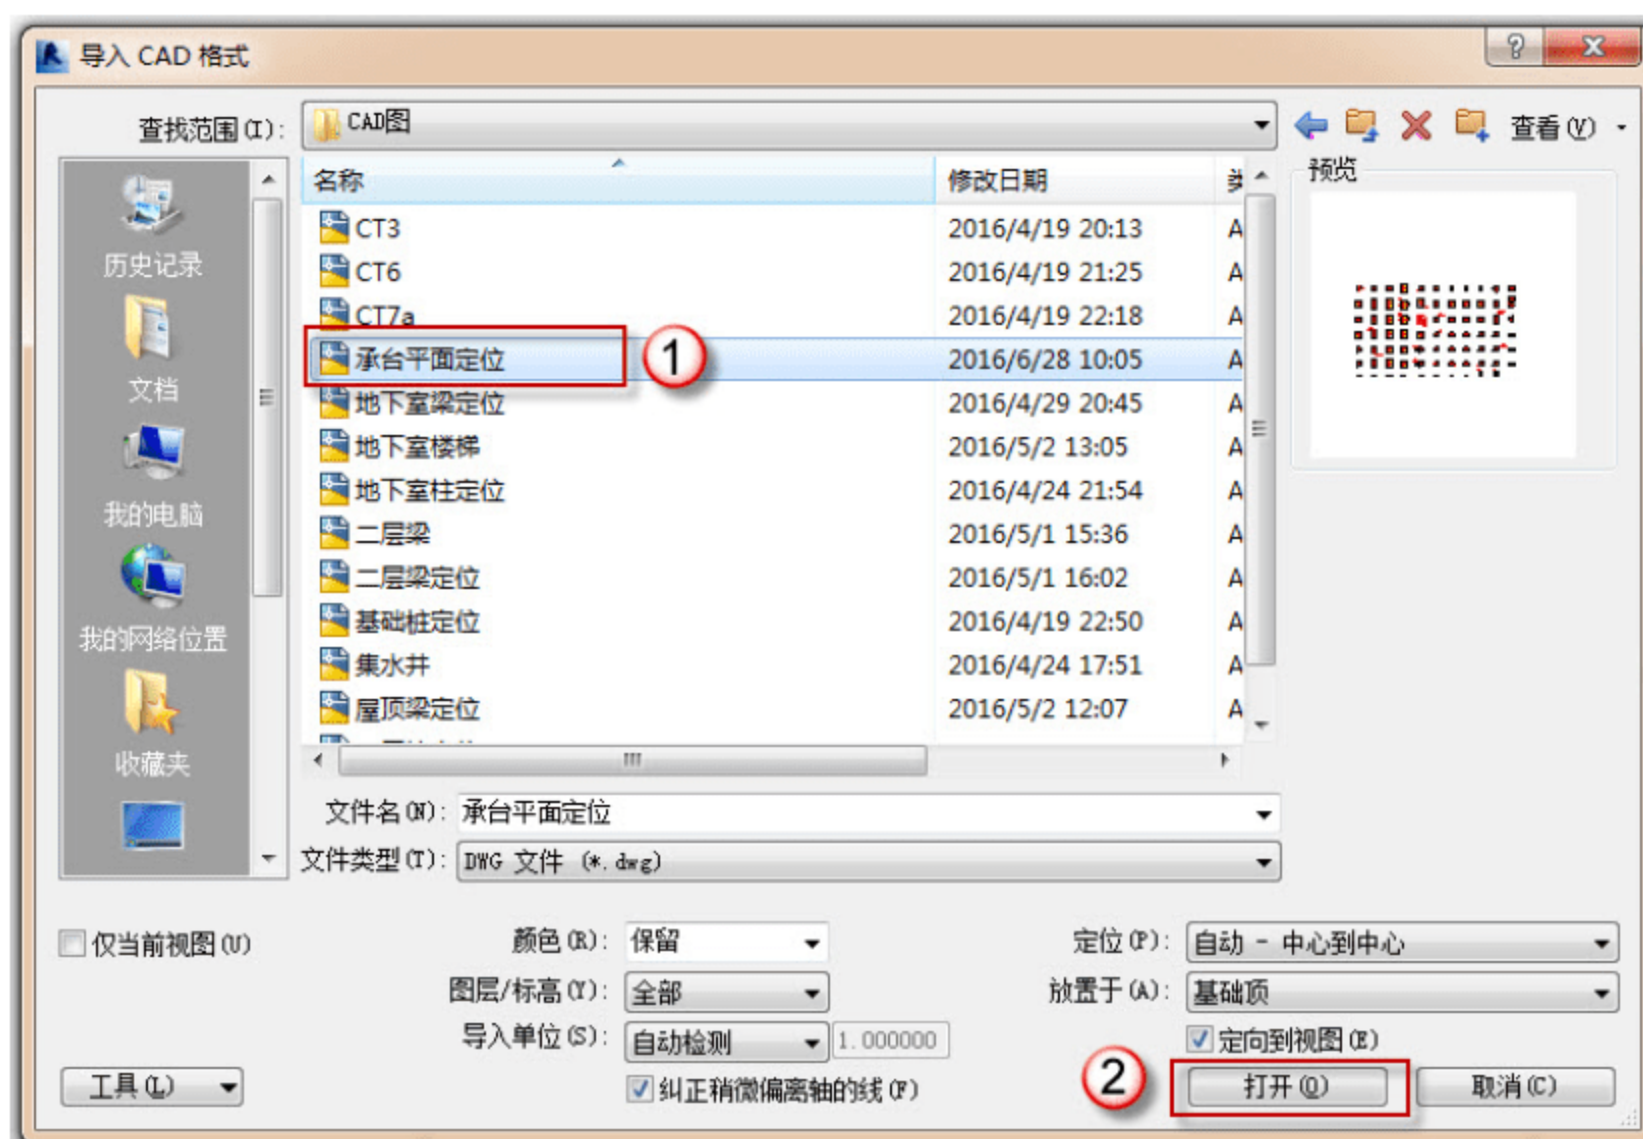 导入 CAD 格式
查找范围(I): CAD图 查看(V)
名称 修改日期 类
预览
CT3 2016/4/19 20:13 A
CT6 2016/4/19 21:25 A
CT7a 2016/4/19 22:18 A
承台平面定位 1 2016/6/28 10:05 A
地下室梁定位 2016/4/29 20:45 A
地下室楼梯 2016/5/2 13:05 A
地下室柱定位 2016/4/24 21:54 A
二层梁 2016/5/1 15:36 A
二层梁定位 2016/5/1 16:02 A
基础桩定位 2016/4/19 22:50 A
集水井 2016/4/24 17:51 A
屋顶梁定位 2016/5/2 12:07 A
历史记录
文档
我的电脑
我的网络位置
收藏夹
文件名(N): 承台平面定位
文件类型(T): DWG 文件 (*.dwg)
仅当前视图(U) 颜色(R): 保留 定位(P): 自动 - 中心到中心
图层/标高(Y): 全部 放置于(A): 基础顶
导入单位(S): 自动检测 1.000000 定向到视图(E)
工具(L) 纠正稍微偏离轴的线(F) 2 打开(O) 取消(C)